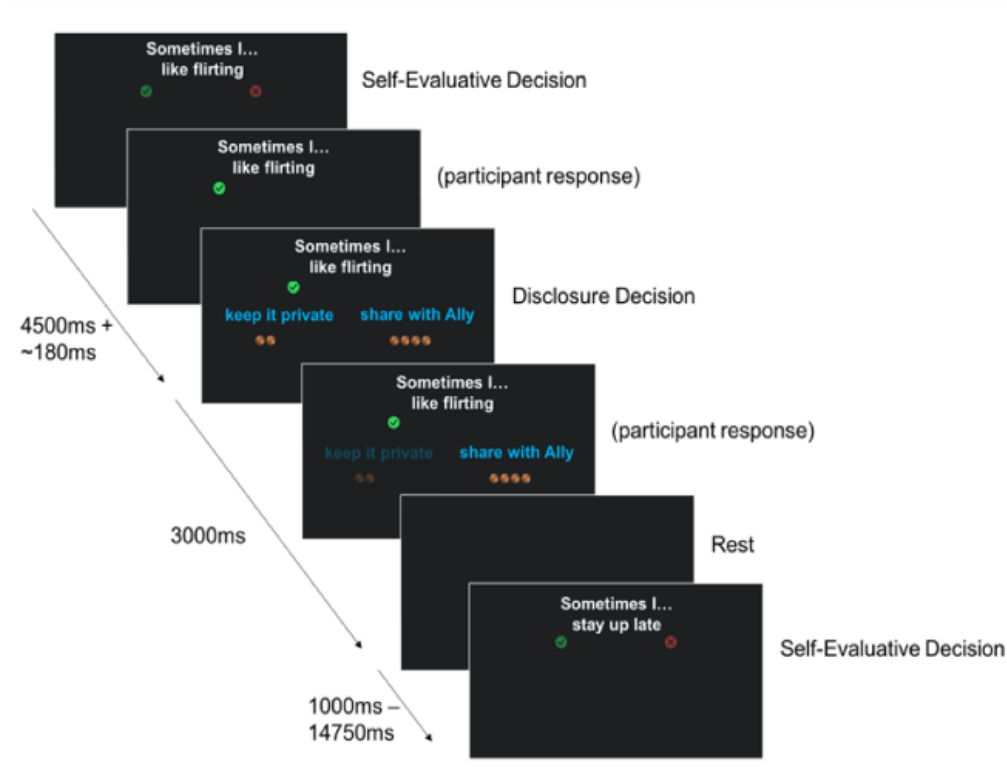 Sometimes I...
like flirting
Self-Evaluative Decision
Sometimes I...
like flirting
(participant response)
Sometimes I...
like flirting
keep it private share with Ally
Disclosure Decision
4500ms +
~180ms
Sometimes I...
like flirting
keep it private share with Ally
(participant response)
3000ms
Rest
Sometimes I...
stay up late
Self-Evaluative Decision
1000ms –
14750ms